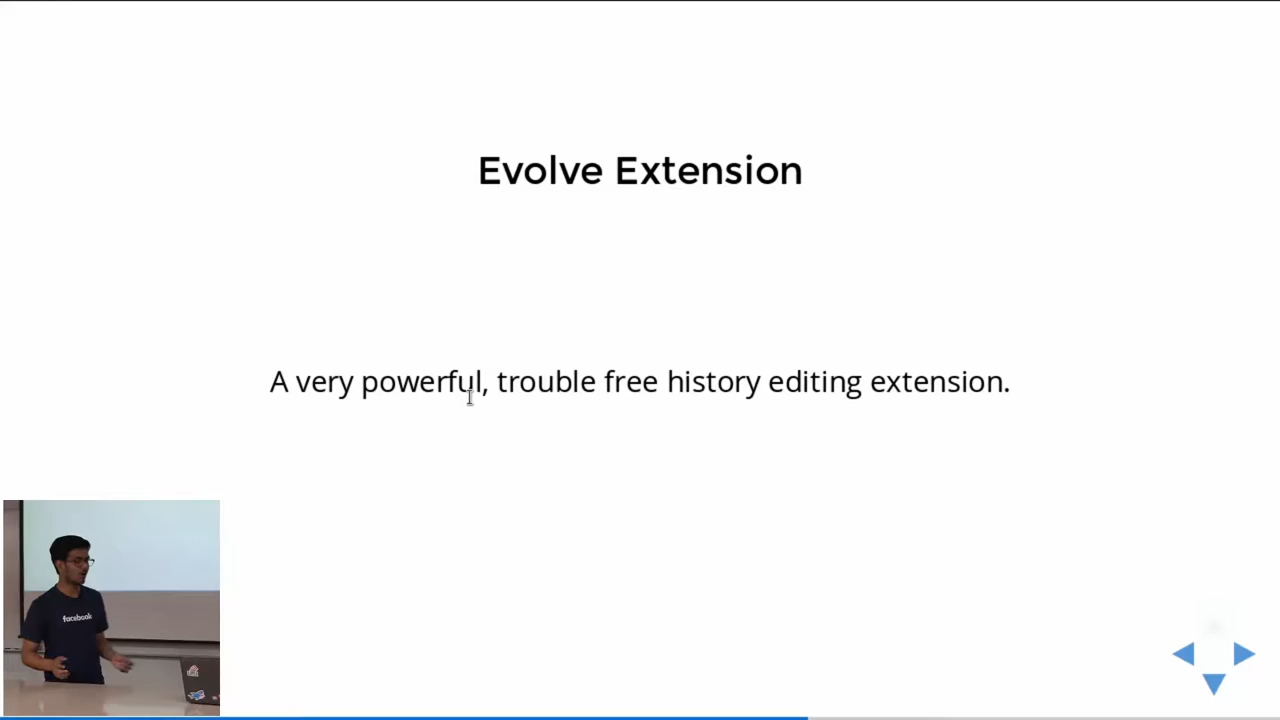 Evolve Extension
A very powerful, trouble free history editing extension.
facebook